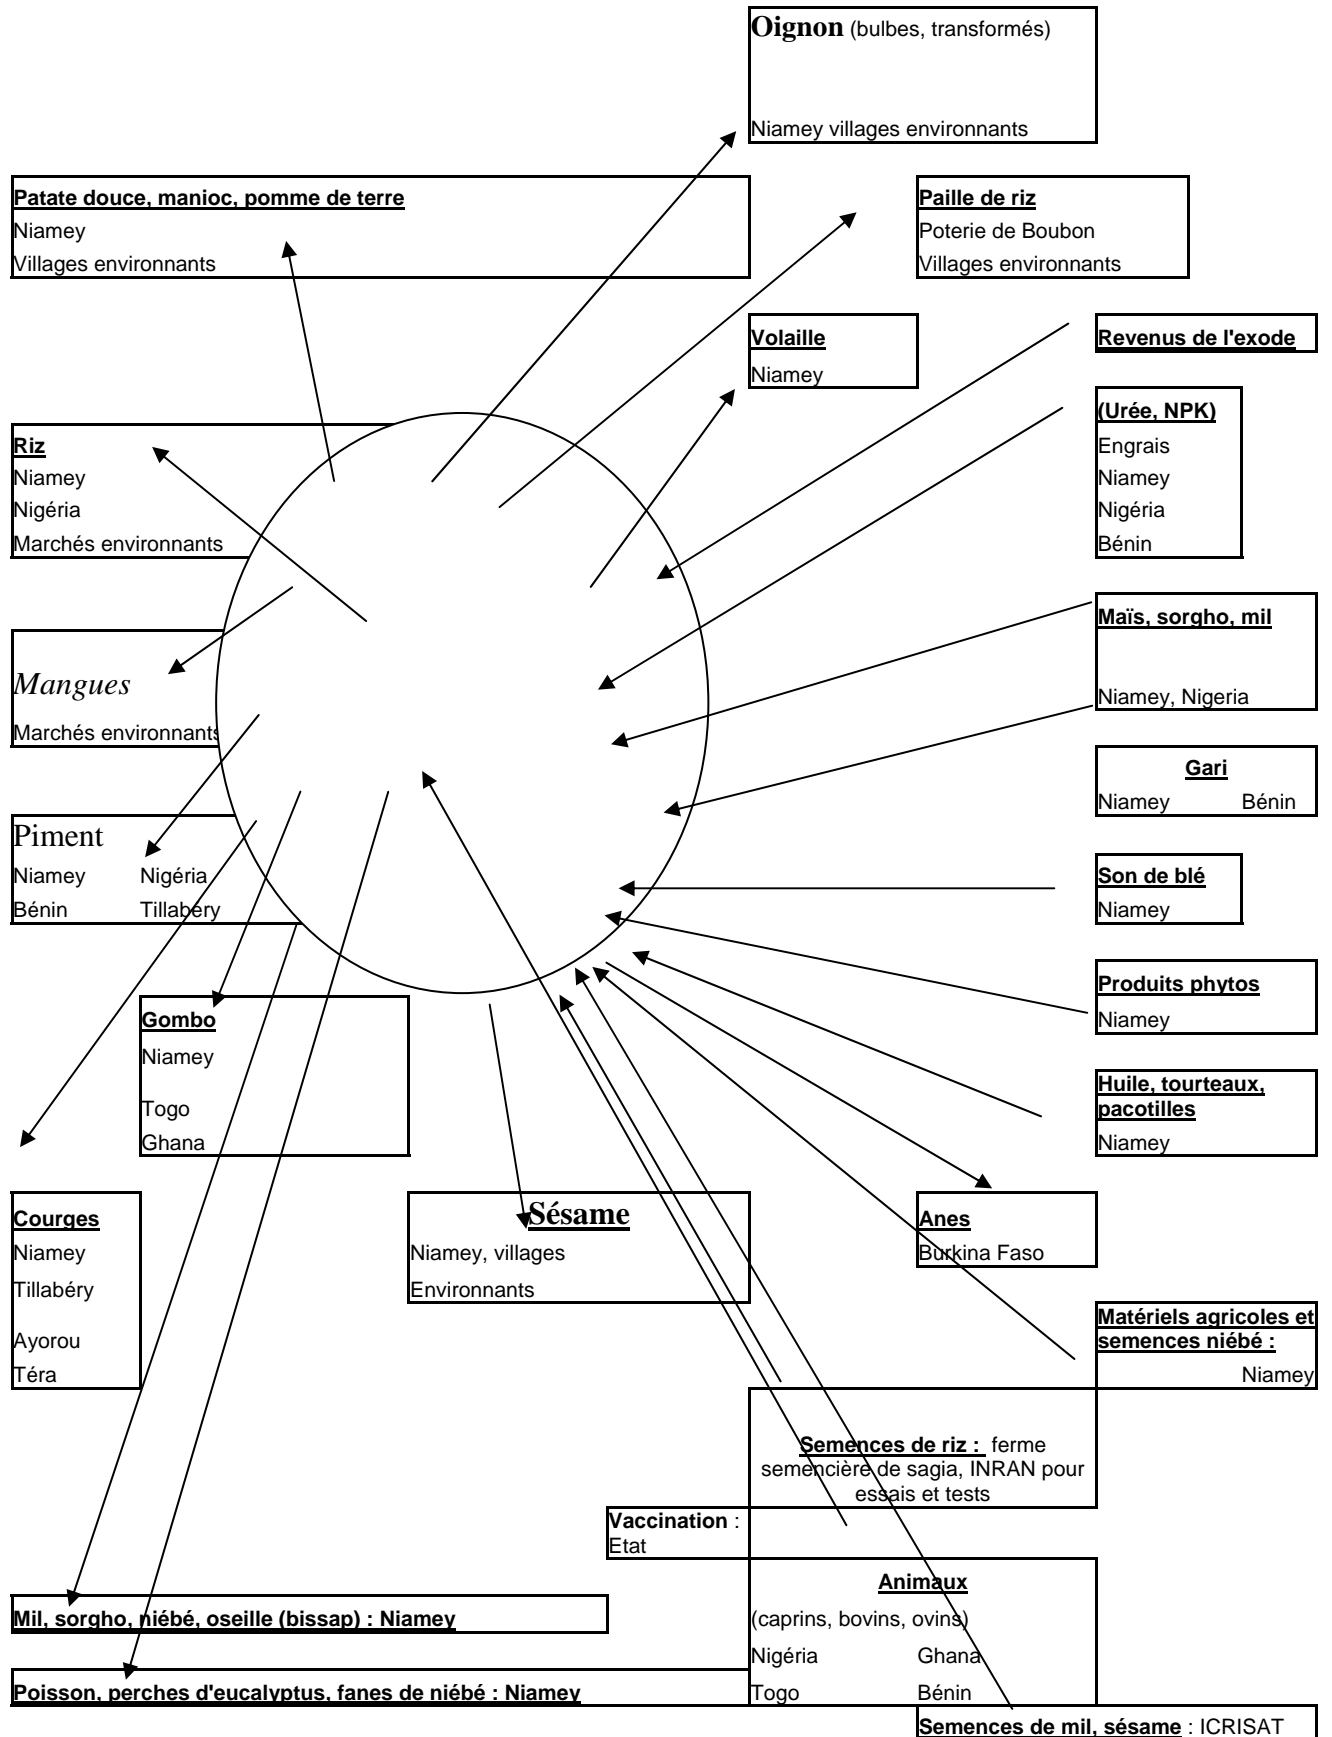 Oignon (bulbes, transformés)
Niamey villages environnants
Patate douce, manioc, pomme de terre
Niamey
Villages environnants
Paille de riz
Poterie de Boubon
Villages environnants
Volaille
Niamey
Revenus de l'exode
(Urée, NPK)
Engrais
Niamey
Nigéria
Bénin
Riz
Niamey
Nigéria
Marchés environnants
Maïs, sorgho, mil
Niamey, Nigeria
Mangues
Marchés environnants
Gari
Niamey Bénin
Piment
Niamey Nigéria
Bénin Tillabéry
Son de blé
Niamey
Produits phytos
Niamey
Gombo
Niamey
Togo
Ghana
Huile, tourteaux,
pacotilles
Niamey
Courges
Niamey
Tillabéry
Ayorou
Téra
Sésame
Niamey, villages
Environnants
Anes
Burkina Faso
Matériels agricoles et
semences niébé :
Niamey
Semences de riz : ferme
semencière de sagia, INRAN pour
essais et tests
Vaccination :
Etat
Animaux
(caprins, bovins, ovins)
Nigéria Ghana
Togo Bénin
Mil, sorgho, niébé, oseille (bissap) : Niamey
Poisson, perches d'eucalyptus, fanes de niébé : Niamey
Semences de mil, sésame : ICRISAT